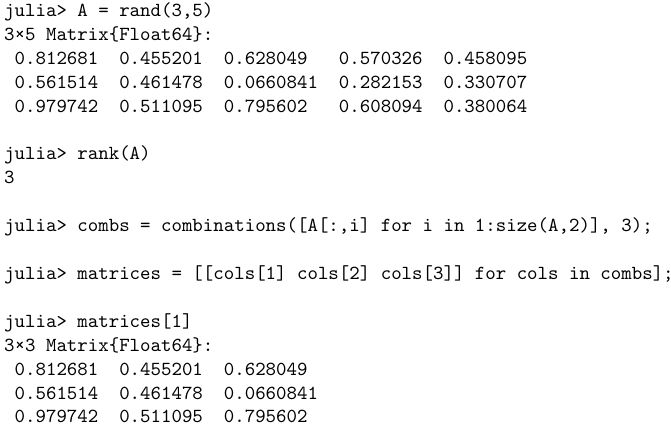 julia> A = rand(3,5)
3×5 Matrix{Float64}:
 0.812681  0.455201  0.628049   0.570326  0.458095
 0.561514  0.461478  0.0660841  0.282153  0.330707
 0.979742  0.511095  0.795602   0.608094  0.380064
julia> rank(A)
3
julia> combs = combinations([A[:,i] for i in 1:size(A,2)], 3);
julia> matrices = [[cols[1] cols[2] cols[3]] for cols in combs];
julia> matrices[1]
3×3 Matrix{Float64}:
 0.812681  0.455201  0.628049
 0.561514  0.461478  0.0660841
 0.979742  0.511095  0.795602